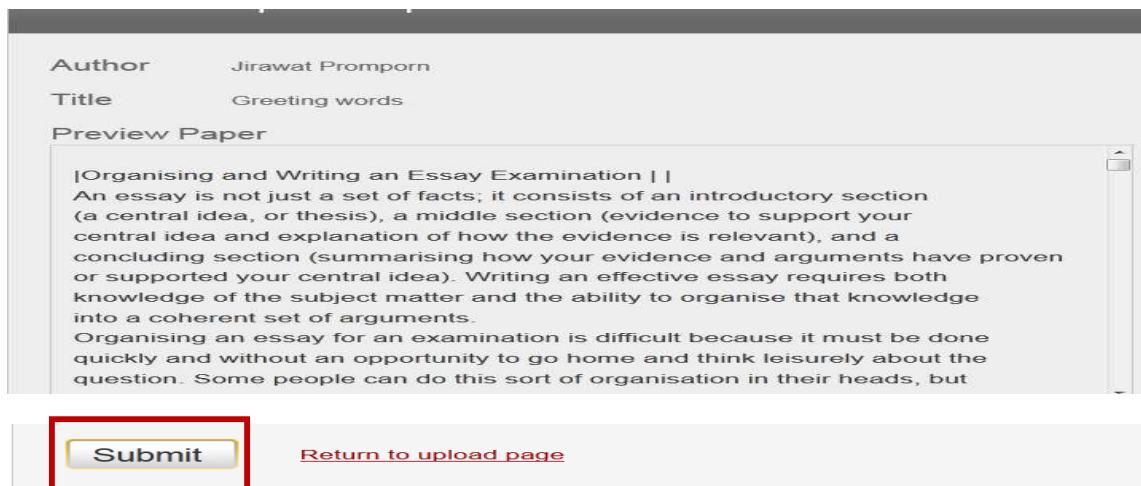 Author Jirawat Promporn
Title Greeting words
Preview Paper
|Organising and Writing an Essay Examination | |
An essay is not just a set of facts; it consists of an introductory section
(a central idea, or thesis), a middle section (evidence to support your
central idea and explanation of how the evidence is relevant), and a
concluding section (summarising how your evidence and arguments have proven
or supported your central idea). Writing an effective essay requires both
knowledge of the subject matter and the ability to organise that knowledge
into a coherent set of arguments.
Organising an essay for an examination is difficult because it must be done
quickly and without an opportunity to go home and think leisurely about the
question. Some people can do this sort of organisation in their heads, but
Submit Return to upload page